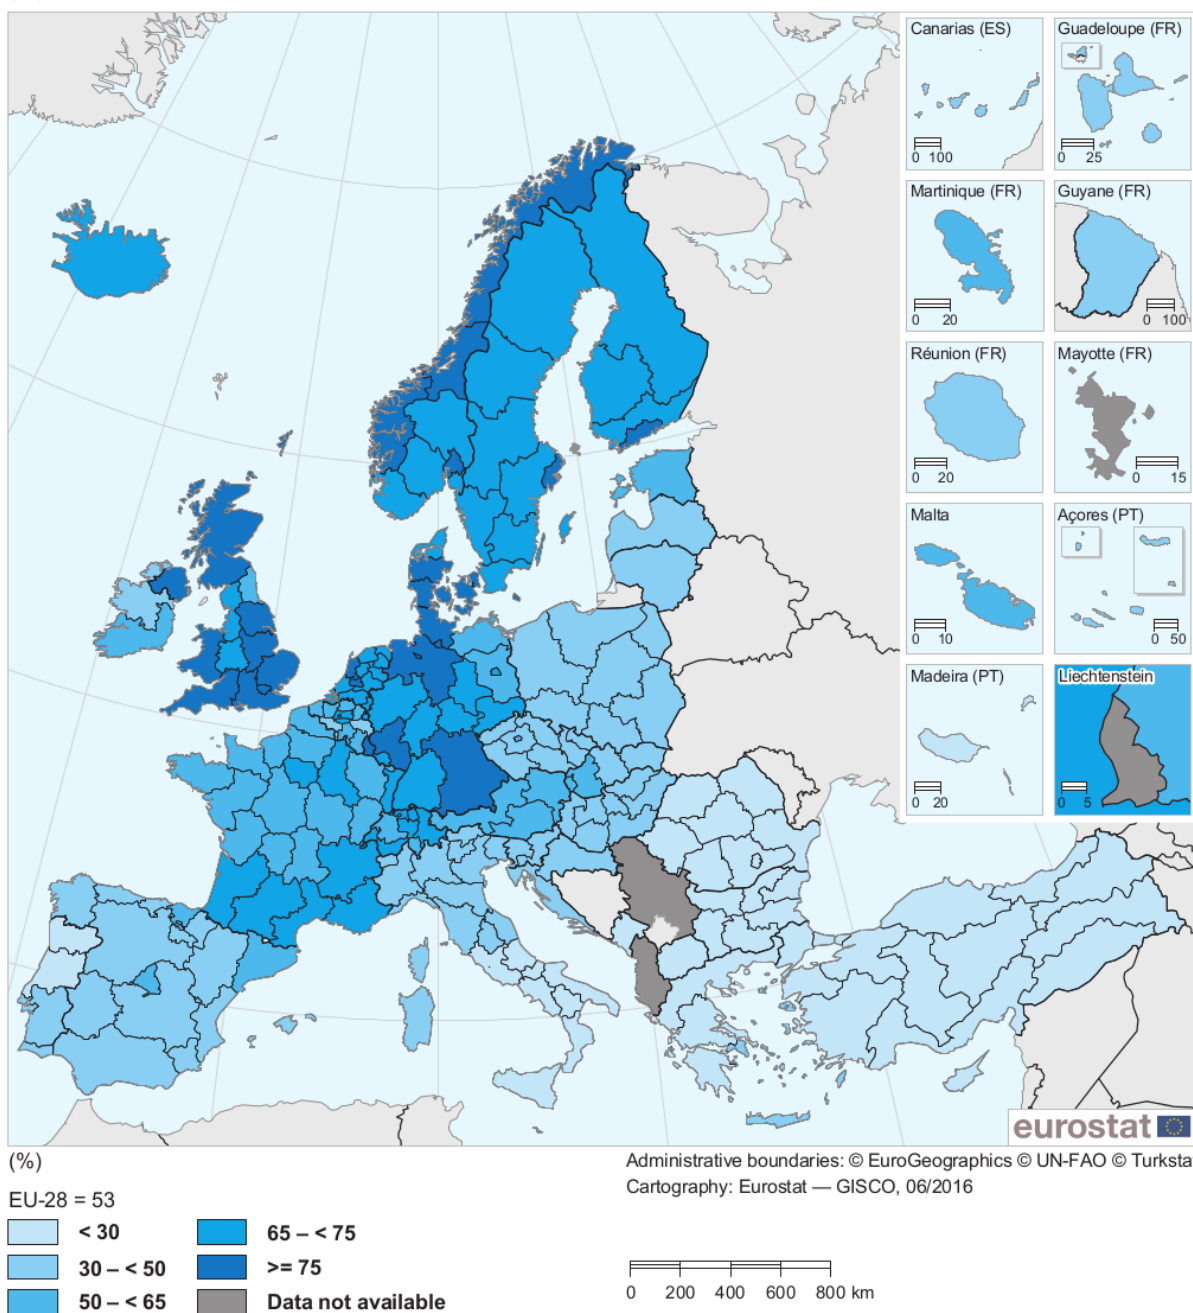 Canarias (ES)
0 100
Guadeloupe (FR)
0 25
Martinique (FR)
0 20
Guyane (FR)
0 100
Réunion (FR)
0 20
Mayotte (FR)
0 15
Malta
0 10
Açores (PT)
0 50
Madeira (PT)
0 20
Liechtenstein
0 5
eurostat
(%)
EU-28 = 53
< 30
30 – < 50
50 – < 65
65 – < 75
>= 75
Data not available
Administrative boundaries: © EuroGeographics © UN-FAO © Turksta
Cartography: Eurostat — GISCO, 06/2016
0 200 400 600 800 km